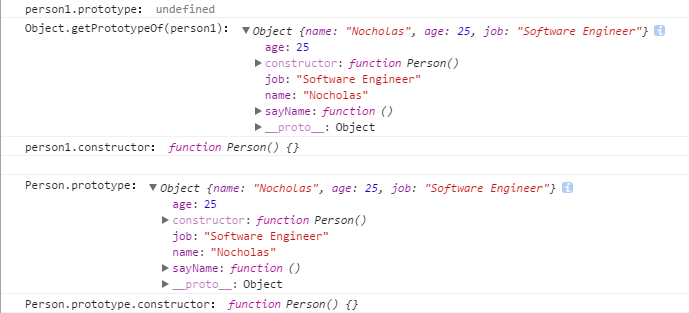 person1.prototype: undefined
Object.getPrototypeOf(person1): ▼Object {name: "Nocholas", age: 25, job: "Software Engineer"} i
age: 25
▶constructor: function Person()
job: "Software Engineer"
name: "Nocholas"
▶sayName: function ()
▶__proto__: Object
person1.constructor: function Person() {}
Person.prototype: ▼Object {name: "Nocholas", age: 25, job: "Software Engineer"} i
age: 25
▶constructor: function Person()
job: "Software Engineer"
name: "Nocholas"
▶sayName: function ()
▶__proto__: Object
Person.prototype.constructor: function Person() {}